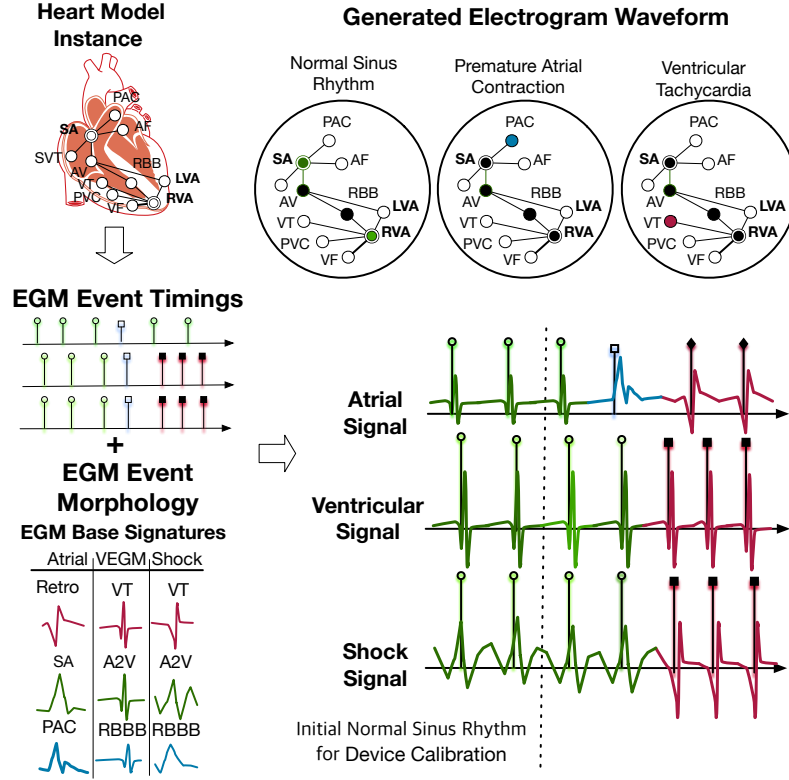 Heart Model
Instance
PAC
SA
AF
SVT
RBB
AV
LVA
VT
PVC
RVA
VF
Generated Electrogram Waveform
Normal Sinus
Rhythm
Premature Atrial
Contraction
Ventricular
Tachycardia
PAC
SA
AF
AV
RBB
LVA
VT
RVA
PVC
VF
PAC
SA
AF
AV
RBB
LVA
VT
RVA
PVC
VF
PAC
SA
AF
AV
RBB
LVA
VT
RVA
PVC
VF
EGM Event Timings
+
EGM Event
Morphology
EGM Base Signatures
Atrial VEGM Shock
Retro VT VT
SA A2V A2V
PAC RBBB RBBB
Atrial
Signal
Ventricular
Signal
Shock
Signal
Initial Normal Sinus Rhythm
for Device Calibration